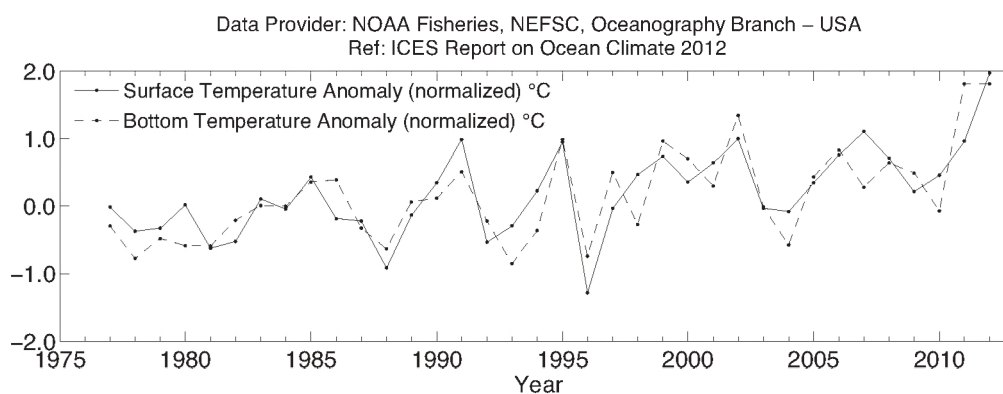 Data Provider: NOAA Fisheries, NEFSC, Oceanography Branch – USA
Ref: ICES Report on Ocean Climate 2012
2.0
Surface Temperature Anomaly (normalized) °C
Bottom Temperature Anomaly (normalized) °C
1.0
0.0
−1.0
−2.0
1975 1980 1985 1990 1995 2000 2005 2010
Year